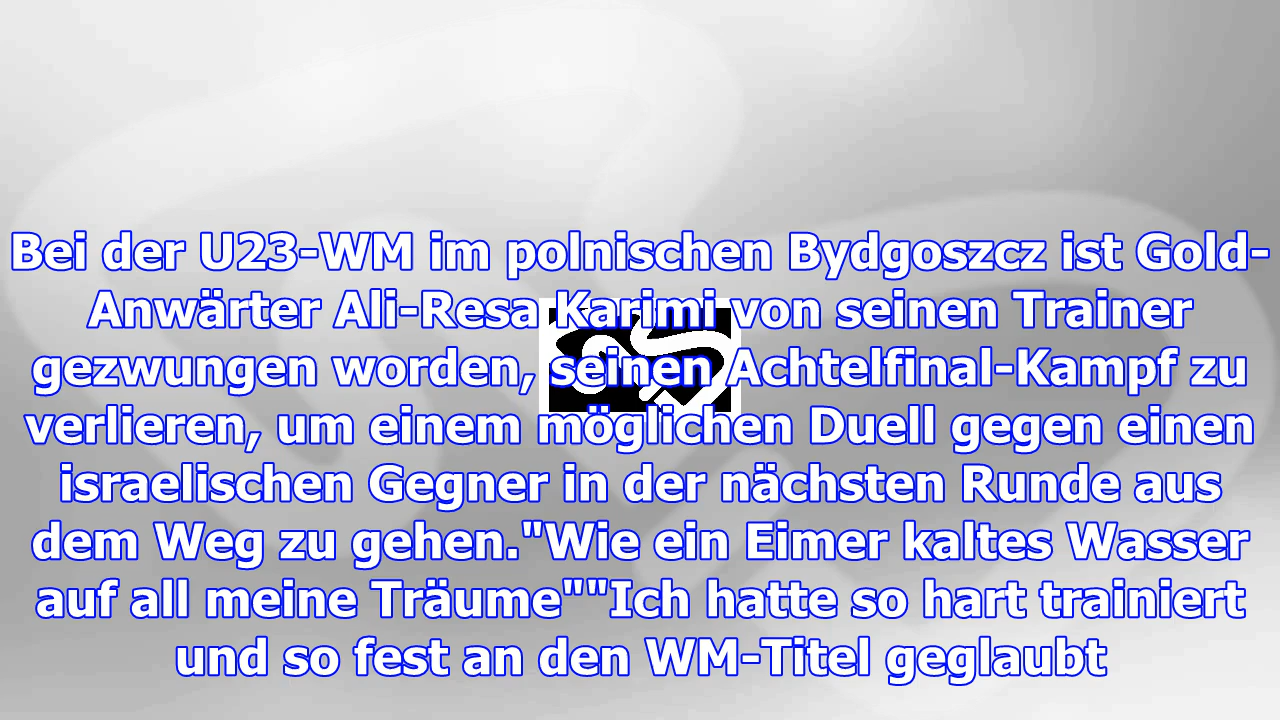 Bei der U23-WM im polnischen Bydgoszcz ist Gold-
Anwärter Ali-Resa Karimi von seinen Trainer
gezwungen worden, seinen Achtelfinal-Kampf zu
verlieren, um einem möglichen Duell gegen einen
israelischen Gegner in der nächsten Runde aus
dem Weg zu gehen."Wie ein Eimer kaltes Wasser
auf all meine Träume""Ich hatte so hart trainiert
und so fest an den WM-Titel geglaubt